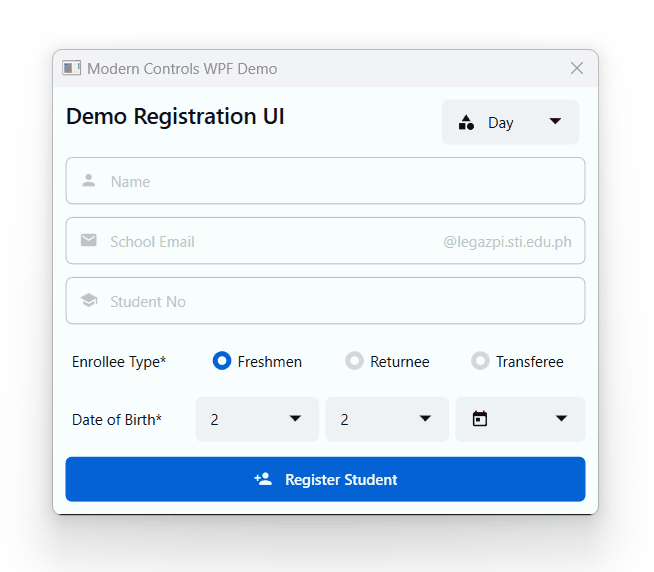 Modern Controls WPF Demo
Demo Registration UI
Day
Name
School Email @legazpi.sti.edu.ph
Student No
Enrollee Type* Freshmen Returnee Transferee
Date of Birth* 2 2
Register Student